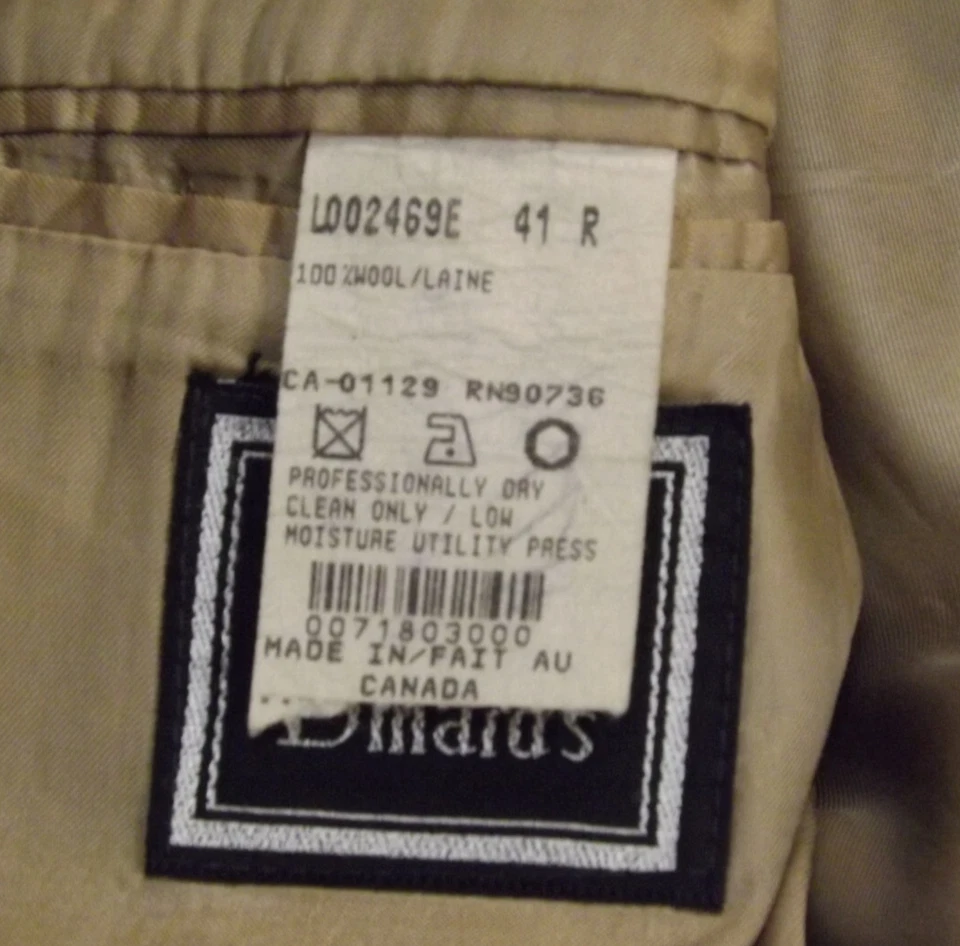 L002469E 41 R
100%WOOL/LAINE
CA-01129 RN90736
PROFESSIONALLY DRY
CLEAN ONLY / LOW
MOISTURE UTILITY PRESS
0071803000
MADE IN/FAIT AU
CANADA
Dillard's